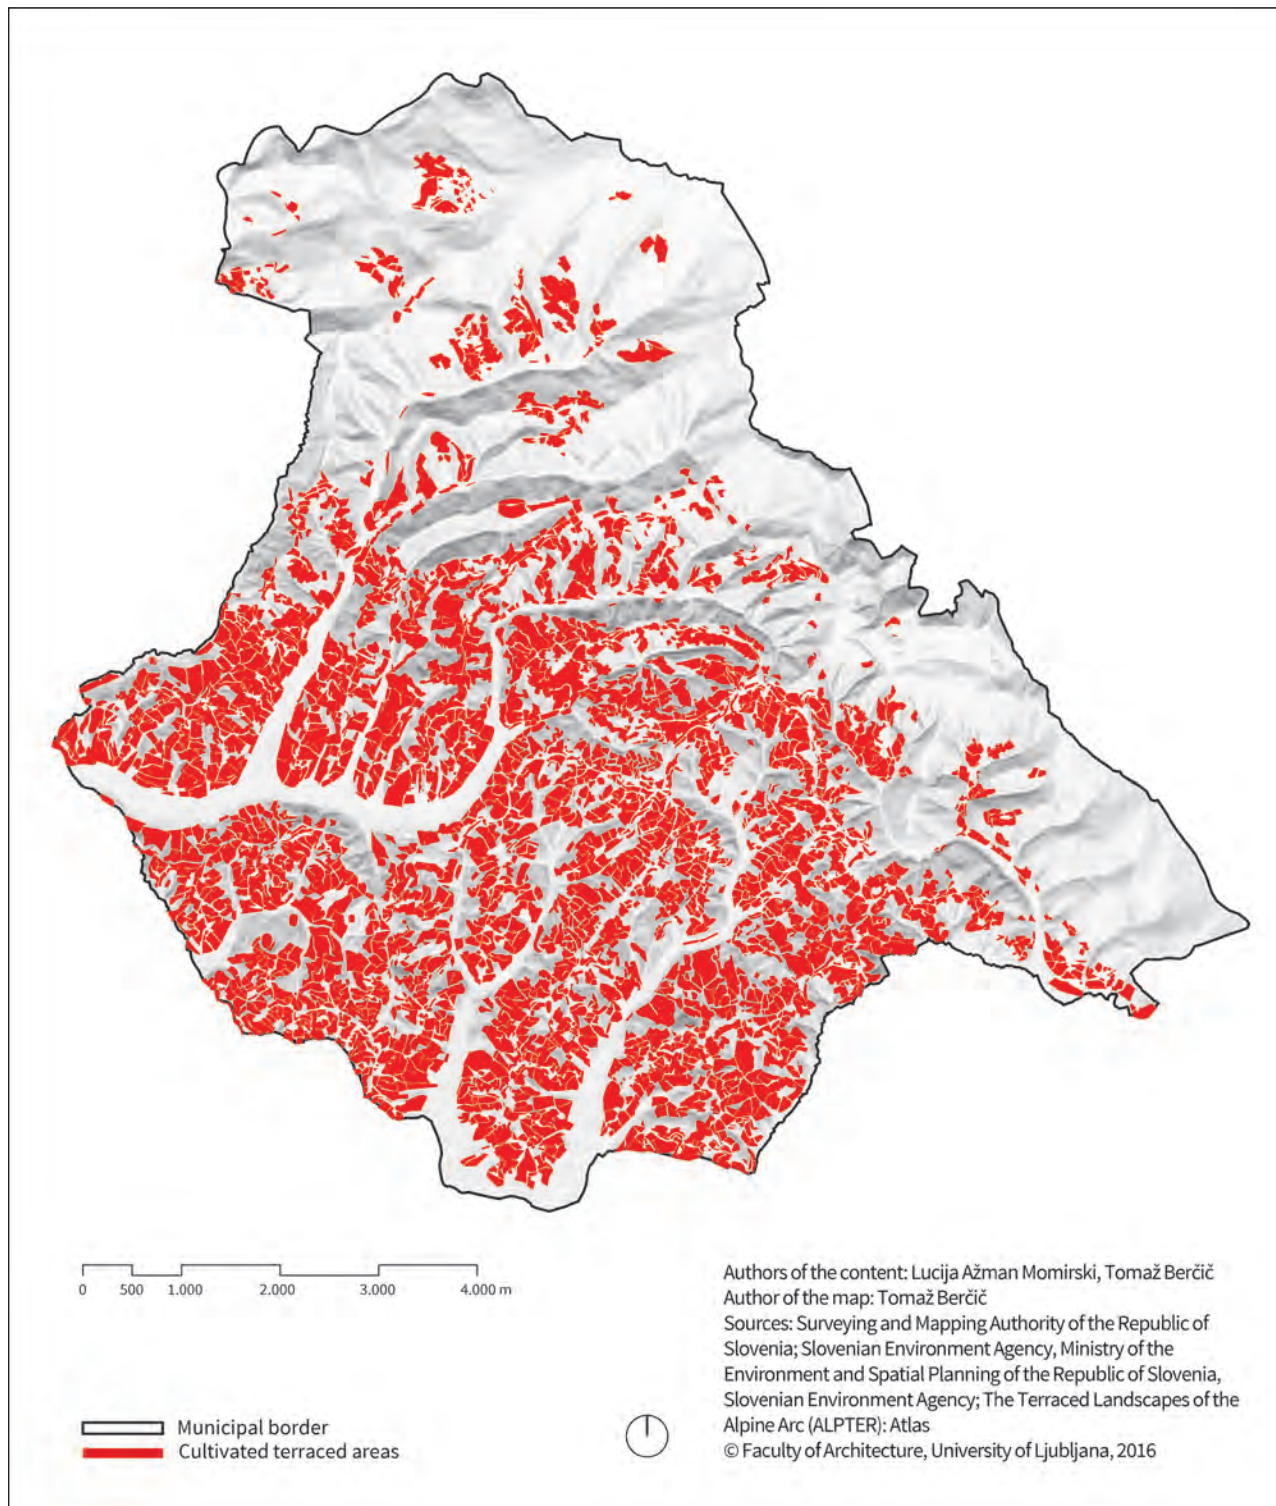 0 500 1.000 2.000 3.000 4.000 m
Municipal border
Cultivated terraced areas
Authors of the content: Lucija Ažman Momirski, Tomaž Berčič
Author of the map: Tomaž Berčič
Sources: Surveying and Mapping Authority of the Republic of
Slovenia; Slovenian Environment Agency, Ministry of the
Environment and Spatial Planning of the Republic of Slovenia,
Slovenian Environment Agency; The Terraced Landscapes of the
Alpine Arc (ALPTER): Atlas
© Faculty of Architecture, University of Ljubljana, 2016